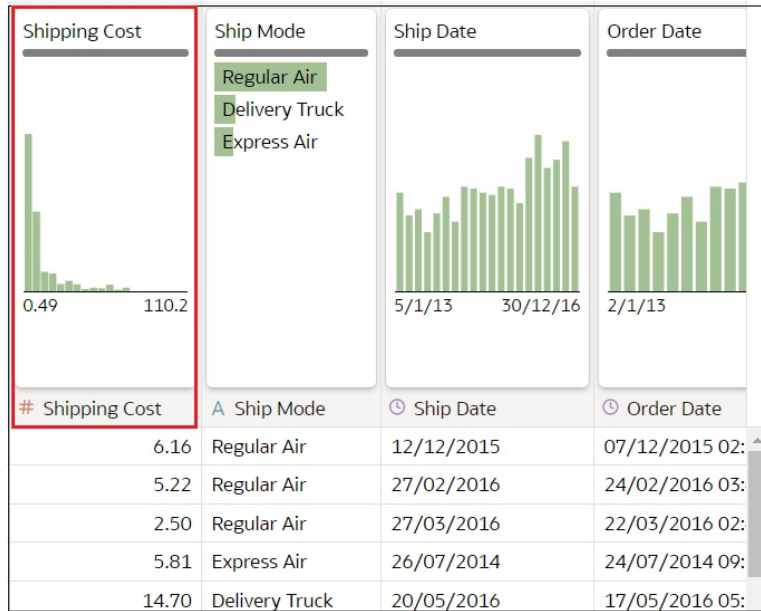 Shipping Cost
Ship Mode
Ship Date
Order Date
Regular Air
Delivery Truck
Express Air
0.49 110.2
5/1/13 30/12/16
2/1/13
# Shipping Cost
A Ship Mode
Ship Date
Order Date
6.16 Regular Air 12/12/2015 07/12/2015 02:
5.22 Regular Air 27/02/2016 24/02/2016 03:
2.50 Regular Air 27/03/2016 22/03/2016 02:
5.81 Express Air 26/07/2014 24/07/2014 09:
14.70 Delivery Truck 20/05/2016 17/05/2016 05: